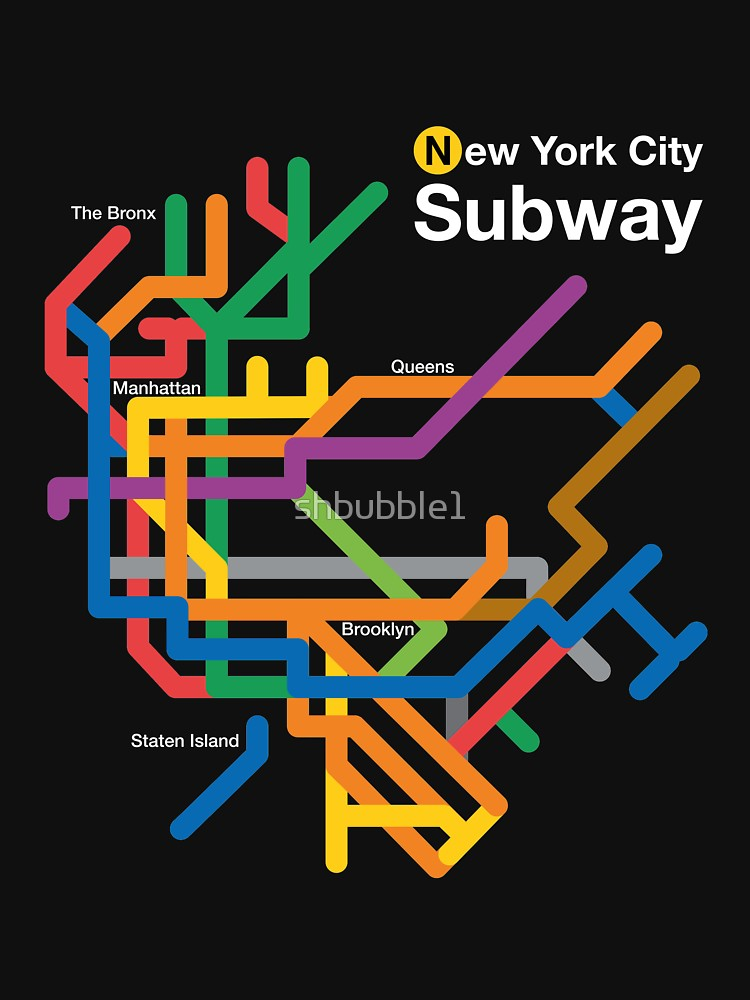 New York City
Subway
The Bronx
Queens
Manhattan
shbubble1
Brooklyn
Staten Island